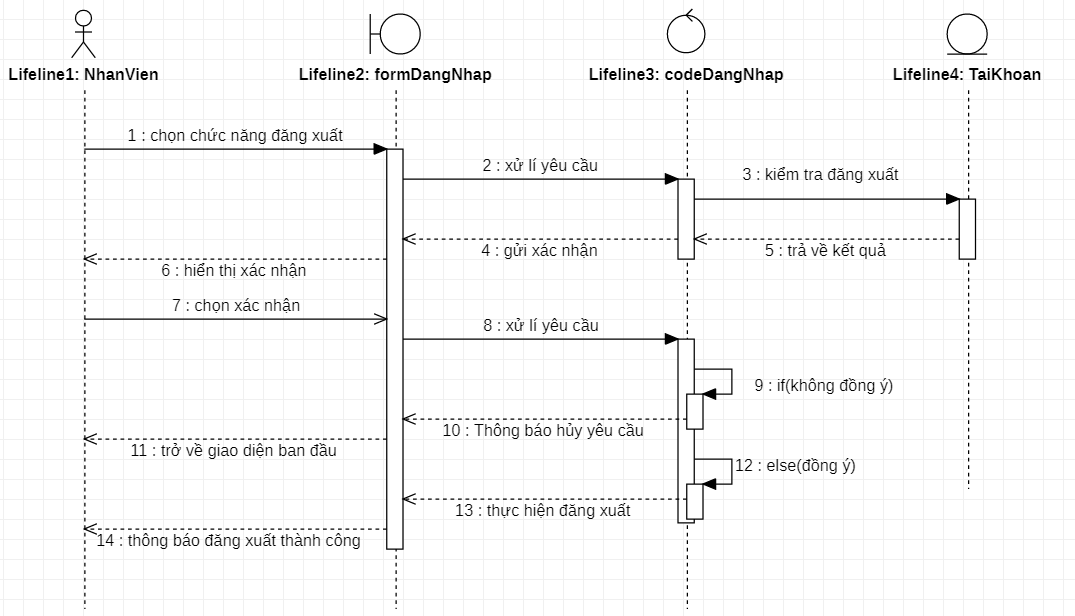 Lifeline1: NhanVien
Lifeline2: formDangNhap
Lifeline3: codeDangNhap
Lifeline4: TaiKhoan
1 : chọn chức năng đăng xuất
2 : xử lí yêu cầu
3 : kiểm tra đăng xuất
4 : gửi xác nhận
5 : trả về kết quả
6 : hiển thị xác nhận
7 : chọn xác nhận
8 : xử lí yêu cầu
9 : if(không đồng ý)
10 : Thông báo hủy yêu cầu
11 : trở về giao diện ban đầu
12 : else(đồng ý)
13 : thực hiện đăng xuất
14 : thông báo đăng xuất thành công